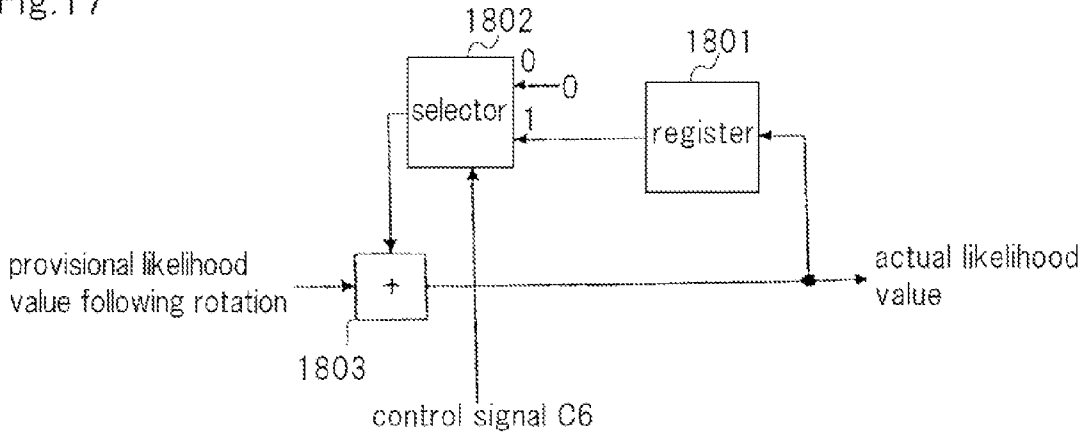 Fig.17
1802
0
0
1801
selector
1
register
provisional likelihood
value following rotation
+
actual likelihood
value
1803
control signal C6